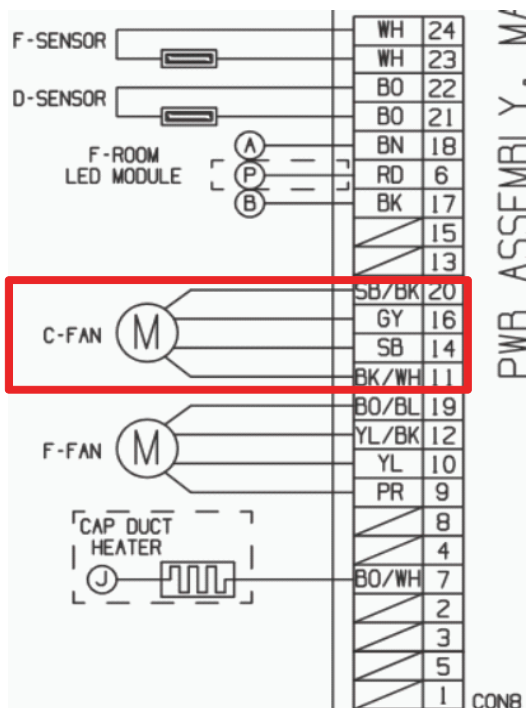 F-SENSOR
WH 24
WH 23
D-SENSOR
BO 22
BO 21
F-ROOM
LED MODULE
A
BN 18
P
RD 6
B
BK 17
15
13
C-FAN
M
SB/BK 20
GY 16
SB 14
BK/WH 11
F-FAN
M
BO/BL 19
YL/BK 12
YL 10
PR 9
8
4
CAP DUCT
HEATER
J
BO/WH 7
2
3
5
1
CON8
PWB ASSEMBLY, MA